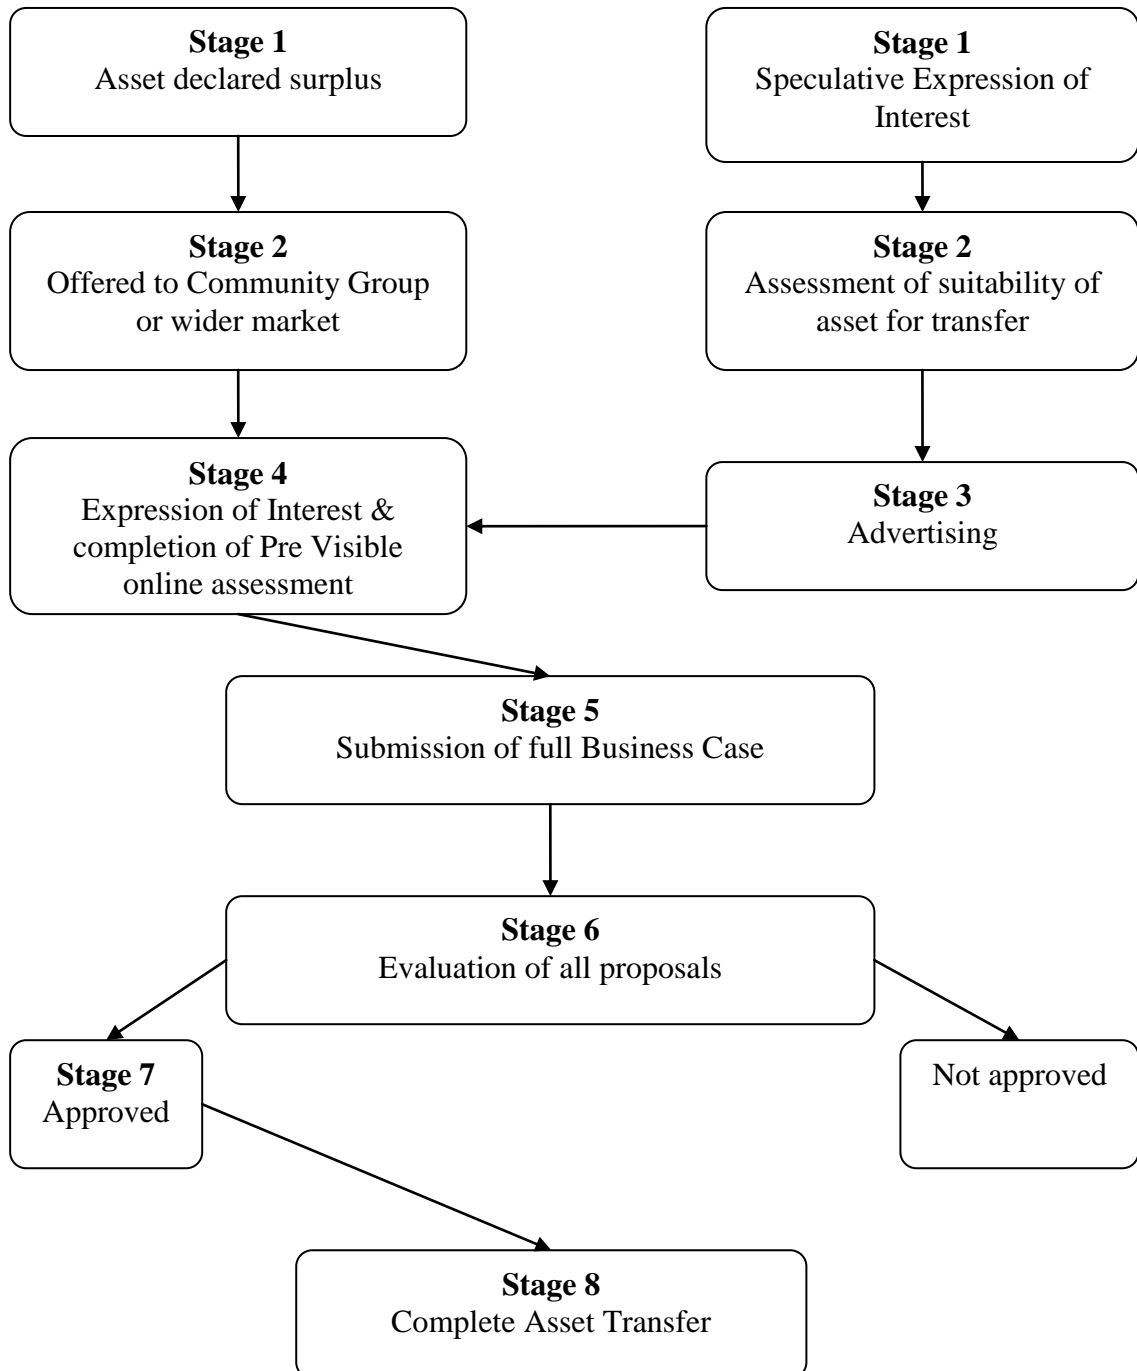 Stage 1
Asset declared surplus
Stage 1
Speculative Expression of
Interest
Stage 2
Offered to Community Group
or wider market
Stage 2
Assessment of suitability of
asset for transfer
Stage 4
Expression of Interest &
completion of Pre Visible
online assessment
Stage 3
Advertising
Stage 5
Submission of full Business Case
Stage 6
Evaluation of all proposals
Stage 7
Approved
Not approved
Stage 8
Complete Asset Transfer